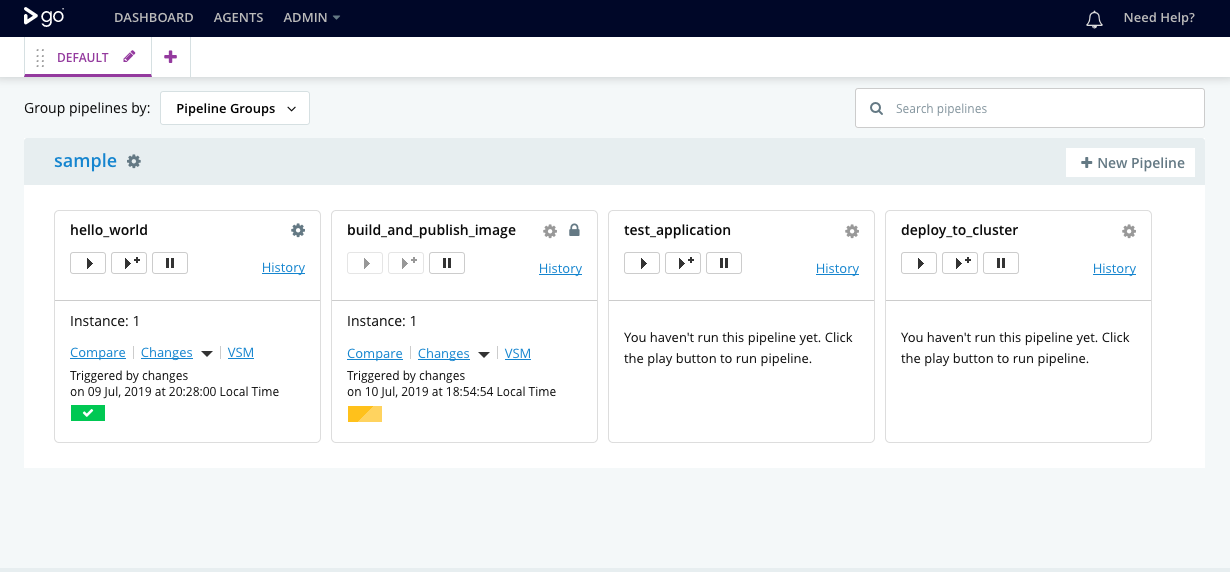 go DASHBOARD AGENTS ADMIN Need Help?
DEFAULT
Group pipelines by: Pipeline Groups Search pipelines
sample New Pipeline
hello_world
History
Instance: 1
Compare Changes VSM
Triggered by changes
on 09 Jul, 2019 at 20:28:00 Local Time
build_and_publish_image
History
Instance: 1
Compare Changes VSM
Triggered by changes
on 10 Jul, 2019 at 18:54:54 Local Time
test_application
History
You haven't run this pipeline yet. Click
the play button to run pipeline.
deploy_to_cluster
History
You haven't run this pipeline yet. Click
the play button to run pipeline.